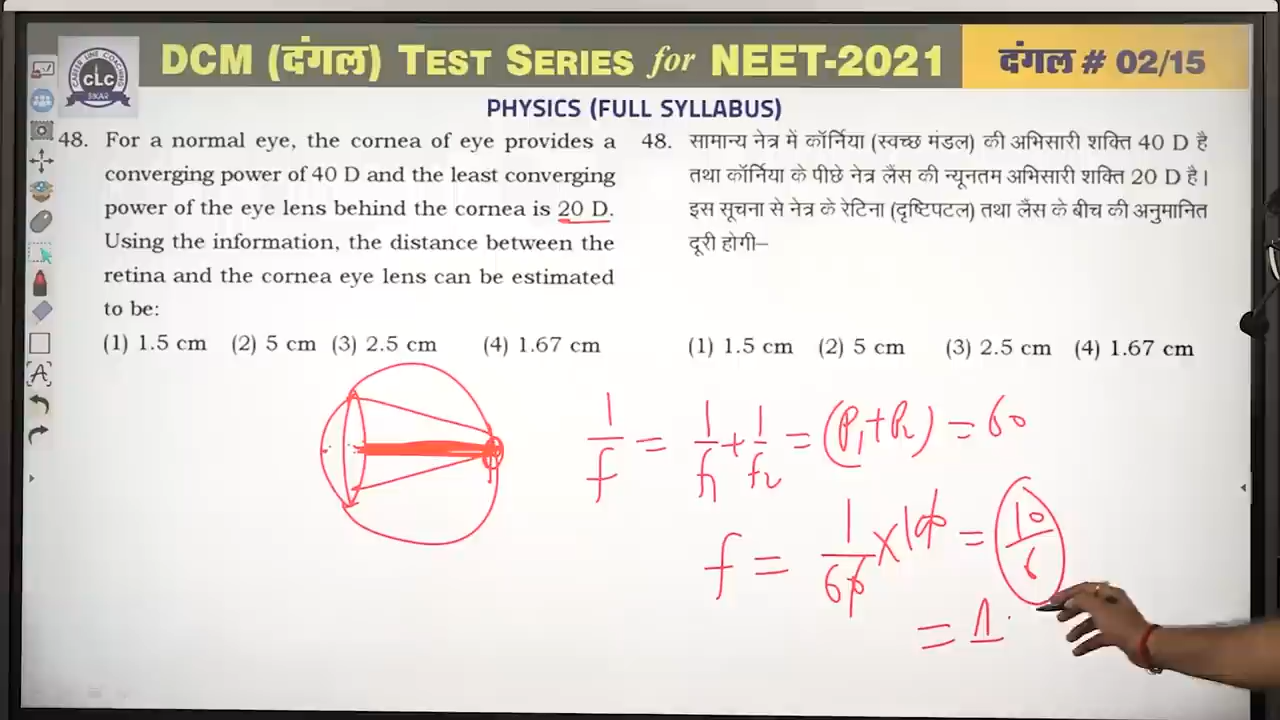 DCM (दंगल) TEST SERIES for NEET-2021
दंगल # 02/15
CAREER LINE COACHING
CLC
SIKAR
PHYSICS (FULL SYLLABUS)
48. For a normal eye, the cornea of eye provides a
converging power of 40 D and the least converging
power of the eye lens behind the cornea is 20 D.
Using the information, the distance between the
retina and the cornea eye lens can be estimated
to be:
(1) 1.5 cm (2) 5 cm (3) 2.5 cm (4) 1.67 cm
48. सामान्य नेत्र में कॉर्निया (स्वच्छ मंडल) की अभिसारी शक्ति 40 D है
तथा कॉर्निया के पीछे नेत्र लैंस की न्यूनतम अभिसारी शक्ति 20 D है।
इस सूचना से नेत्र के रेटिना (दृष्टिपटल) तथा लैंस के बीच की अनुमानित
दूरी होगी–
(1) 1.5 cm (2) 5 cm (3) 2.5 cm (4) 1.67 cm
1/f = 1/f1 + 1/f2 = (P1+P2) = 60
f = 1/60 × 100 = 10/6
= 1.